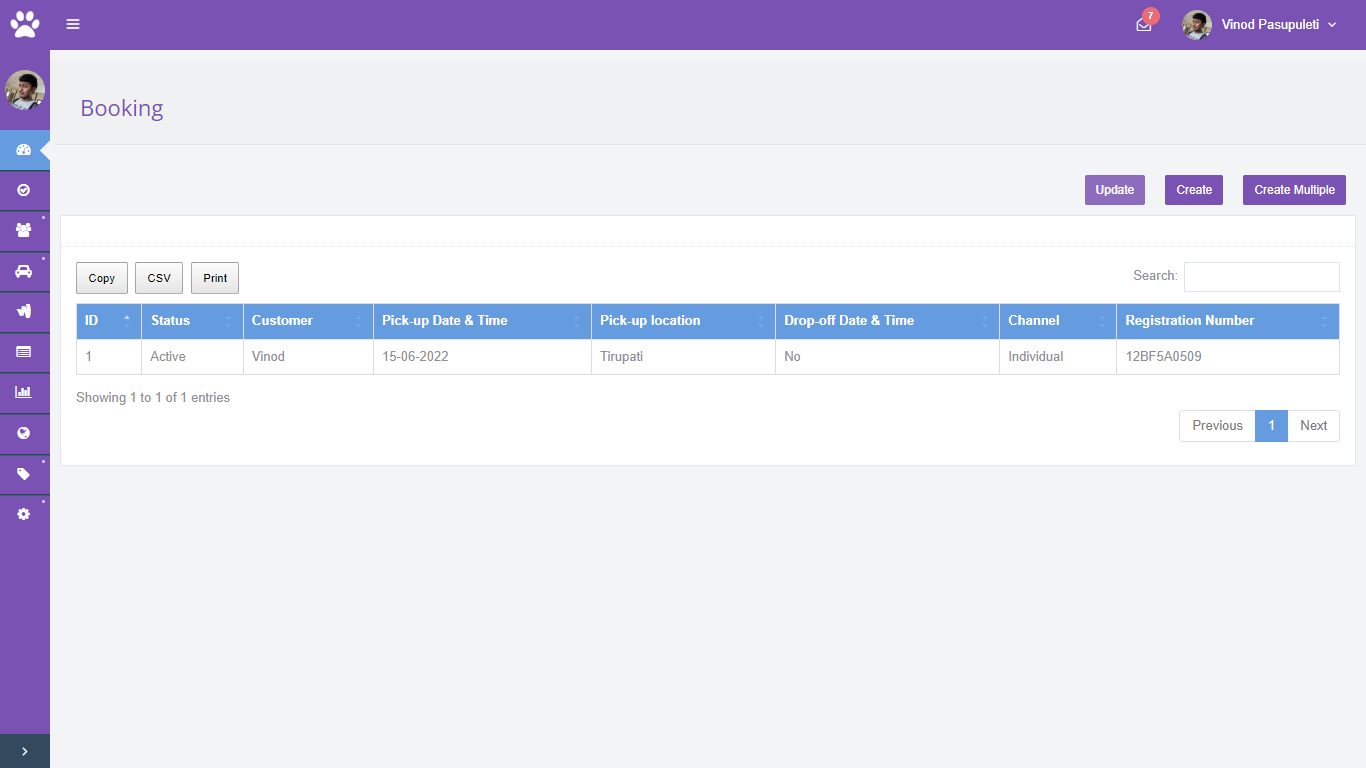 7 Vinod Pasupuleti
Booking
Update Create Create Multiple
Copy CSV Print Search:
ID Status Customer Pick-up Date & Time Pick-up location Drop-off Date & Time Channel Registration Number
1 Active Vinod 15-06-2022 Tirupati No Individual 12BF5A0509
Showing 1 to 1 of 1 entries
Previous 1 Next